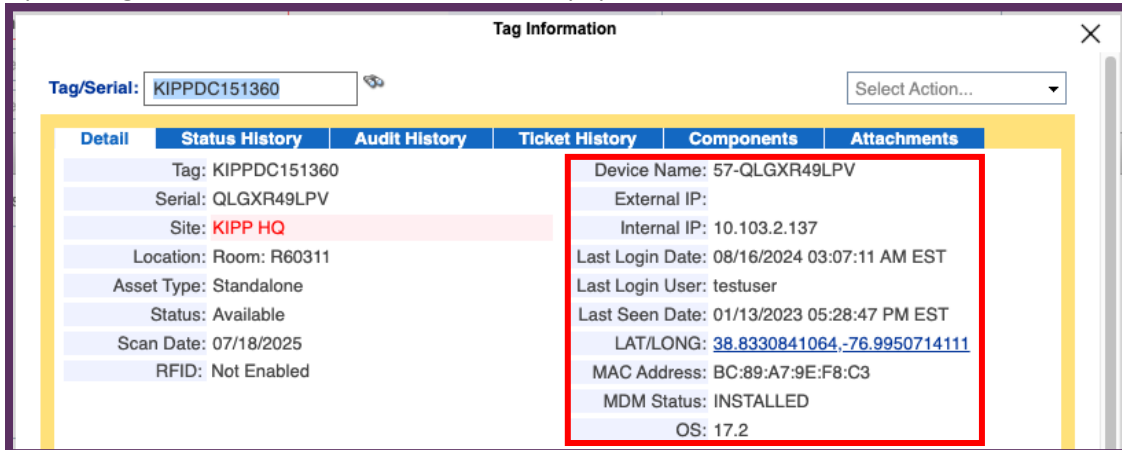 Tag Information
Tag/Serial: KIPPDC151360
Select Action...
Detail Status History Audit History Ticket History Components Attachments
Tag: KIPPDC151360
Serial: QLGXR49LPV
Site: KIPP HQ
Location: Room: R60311
Asset Type: Standalone
Status: Available
Scan Date: 07/18/2025
RFID: Not Enabled
Device Name: 57-QLGXR49LPV
External IP:
Internal IP: 10.103.2.137
Last Login Date: 08/16/2024 03:07:11 AM EST
Last Login User: testuser
Last Seen Date: 01/13/2023 05:28:47 PM EST
LAT/LONG: 38.8330841064,-76.9950714111
MAC Address: BC:89:A7:9E:F8:C3
MDM Status: INSTALLED
OS: 17.2